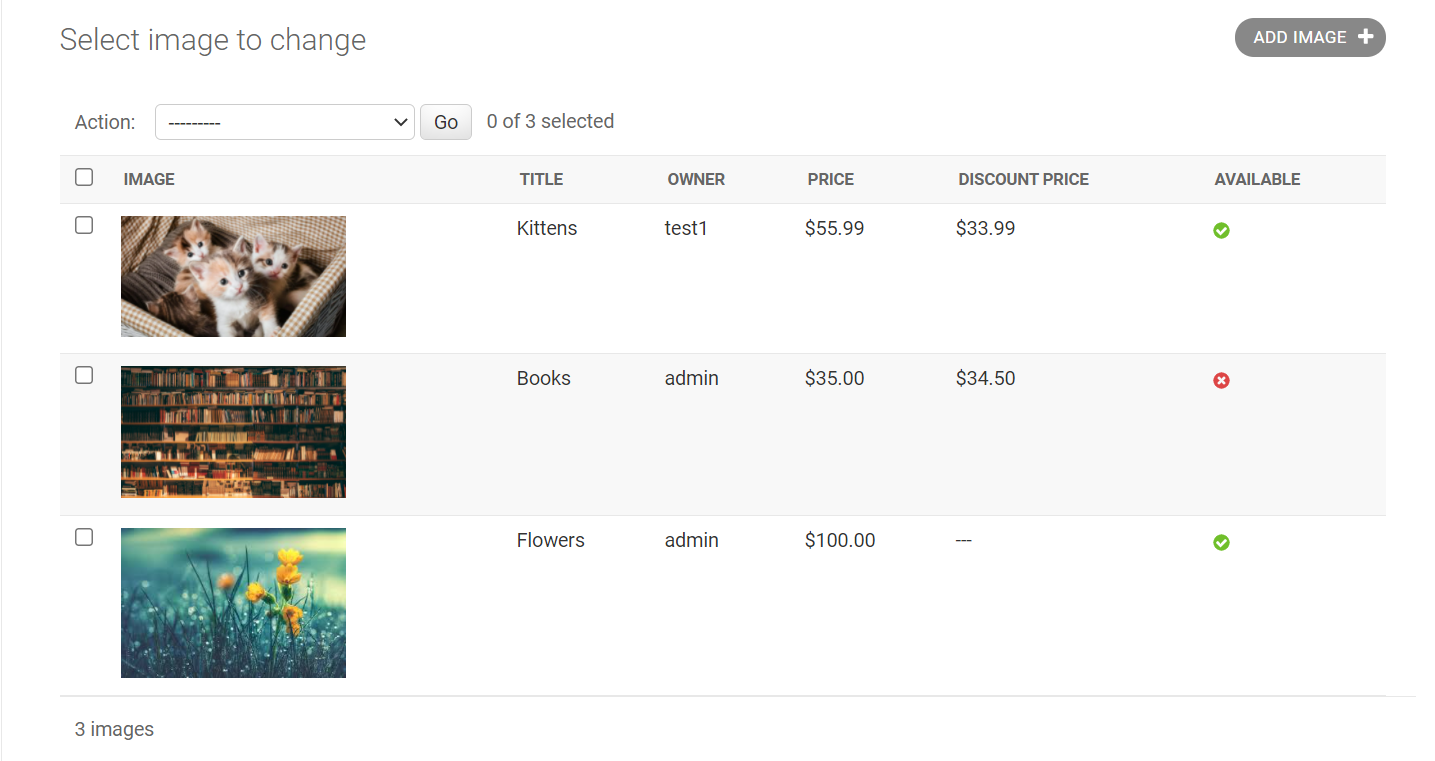 Select image to change
ADD IMAGE
Action: --------- Go 0 of 3 selected
IMAGE TITLE OWNER PRICE DISCOUNT PRICE AVAILABLE
Kittens test1 $55.99 $33.99
Books admin $35.00 $34.50
Flowers admin $100.00 ---
3 images